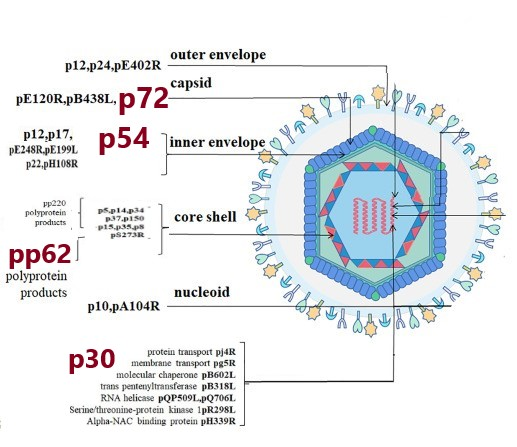 outer envelope
p12,p24,pE402R
capsid
pE120R,pB438L, p72
p12,p17, p54
pE248R,pE199L
inner envelope
p22,pH108R
pp220
polyprotein
products
p5,p14,p34
p37,p150
p15,p35,p8
pS273R
core shell
pp62
polyprotein
products
nucleoid
p10,pA104R
p30
protein transport pj4R
membrane transport pg5R
molecular chaperone pB602L
trans pentenyltransferase pB318L
RNA helicase pQP509L,pQ706L
Serine/threonine-protein kinase 1pR298L
Alpha-NAC binding protein pH339R